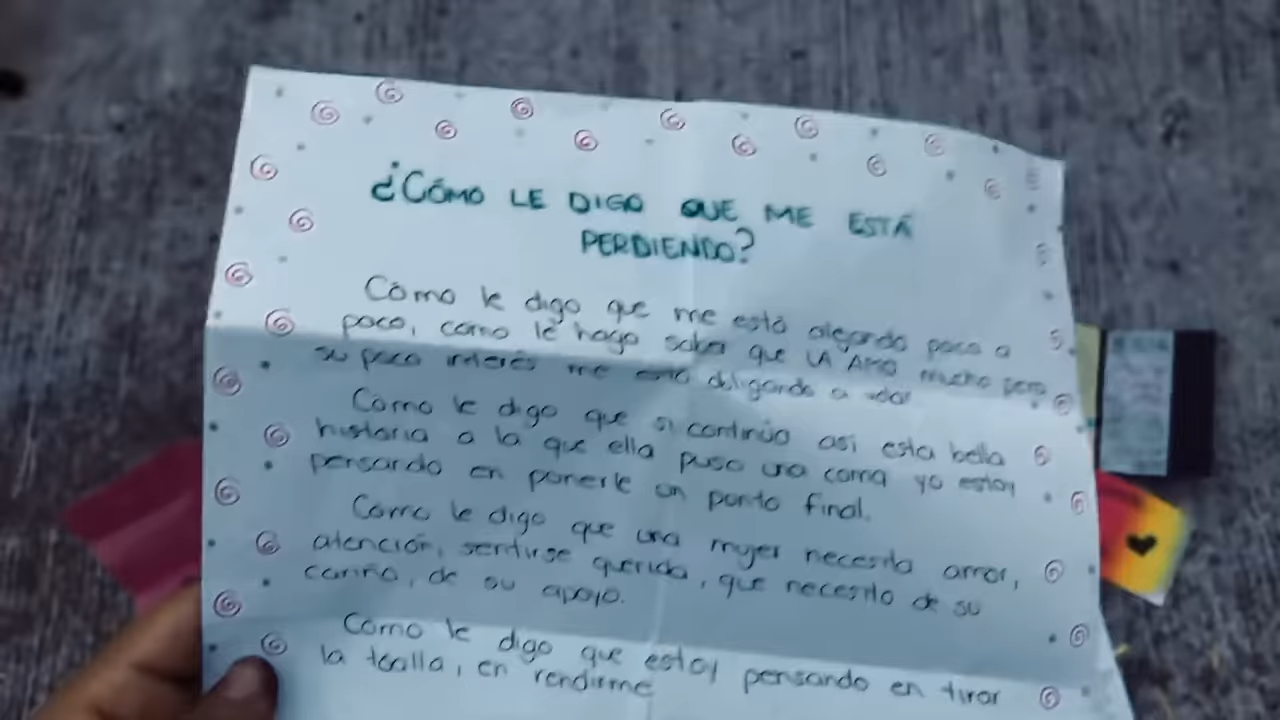 ¿CÓMO LE DIGO QUE ME ESTÁ
PERDIENDO?
Cómo le digo que me está alejando poco a
poco, como le hago saber que LA AMO mucho pero
su poco interés me está obligando a
Cómo le digo que si continúa así esta bella
historia a la que ella puso una coma yo estoy
pensando en ponerle un punto final.
Como le digo que una mujer necesita amor,
atención, sentirse querida, que necesito de su
cariño, de su apoyo.
Como le digo que estoy pensando en tirar
la toalla, en rendirme